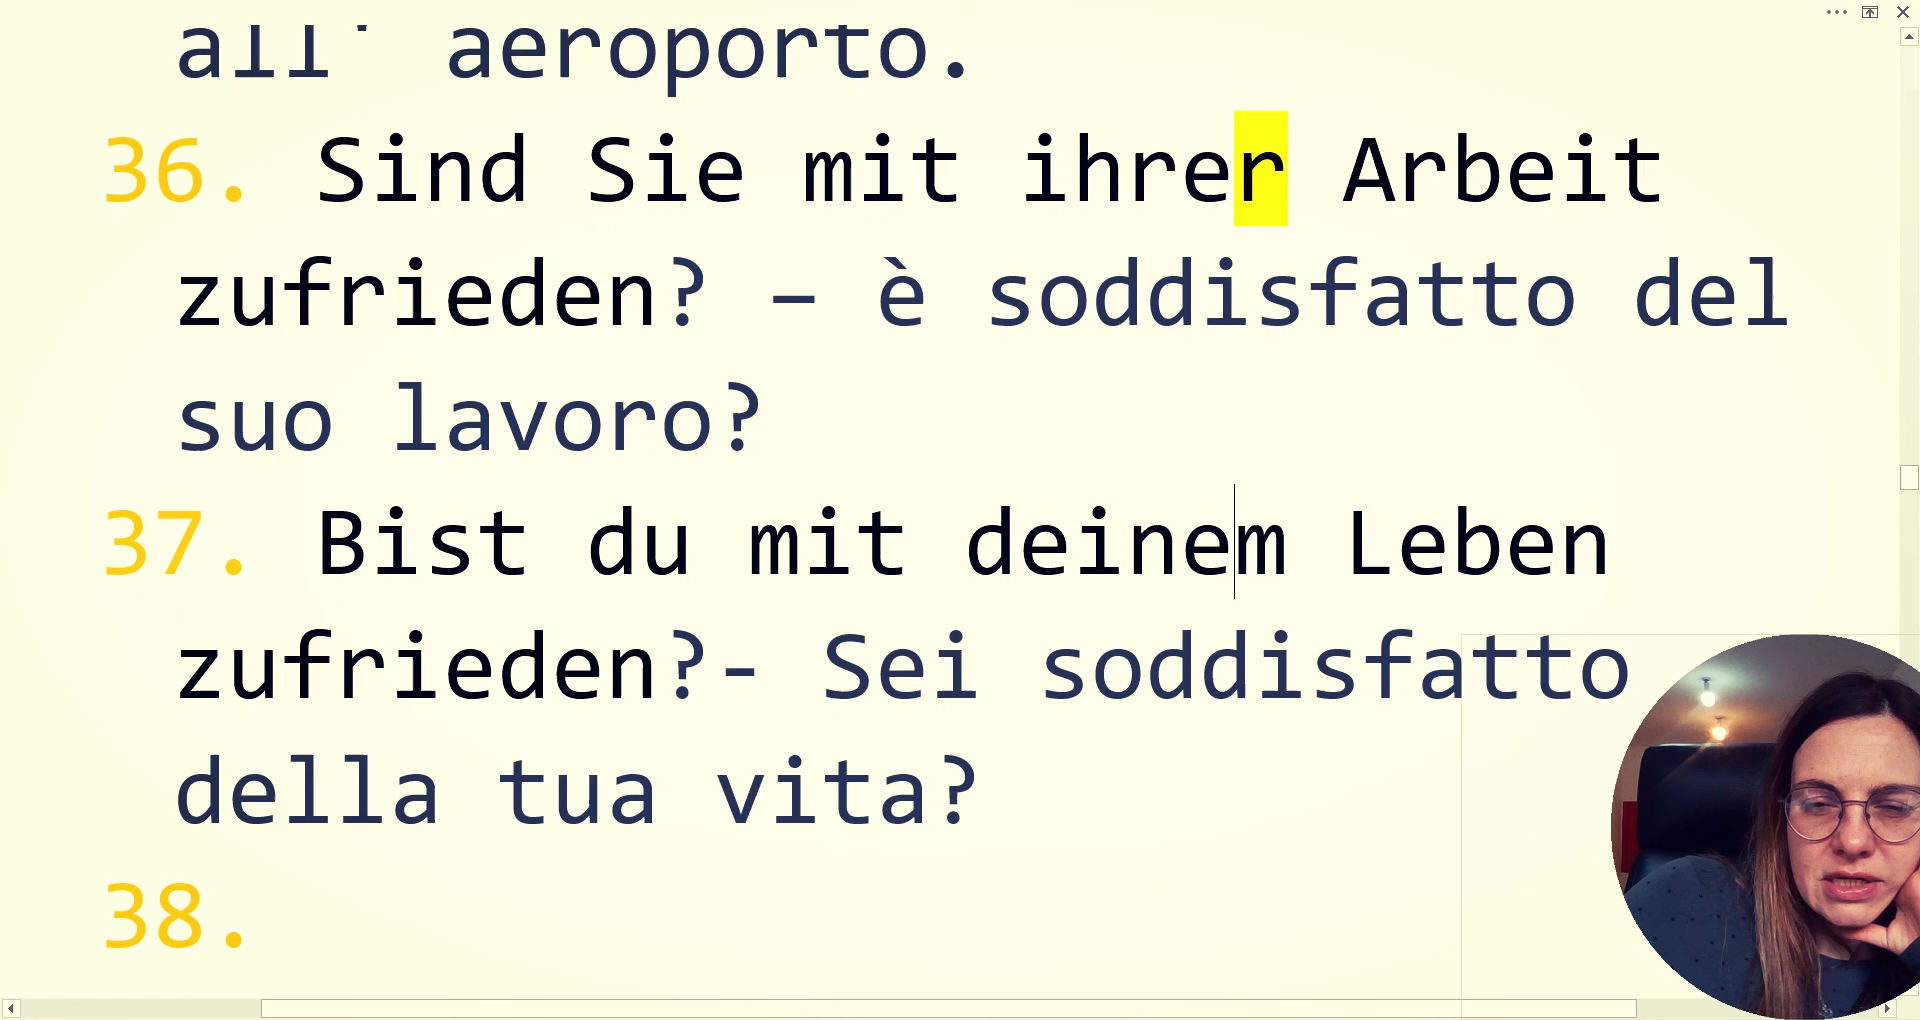 all' aeroporto.
36. Sind Sie mit ihrer Arbeit
zufrieden? – è soddisfatto del
suo lavoro?
37. Bist du mit deinem Leben
zufrieden?- Sei soddisfatto
della tua vita?
38.